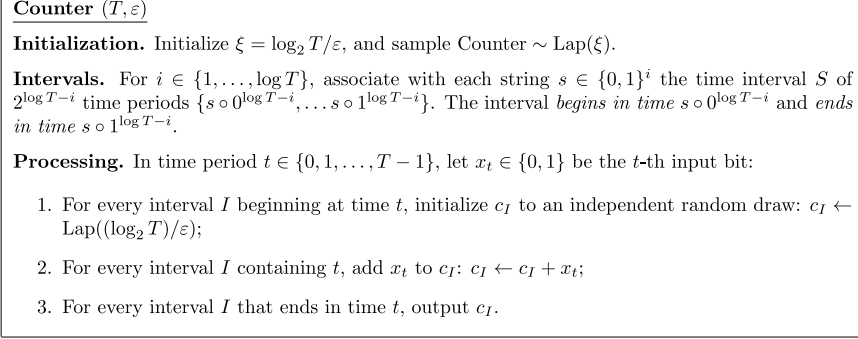 Counter (T, ε)
Initialization. Initialize ξ = log₂ T/ε, and sample Counter ∼ Lap(ξ).
Intervals. For i ∈ {1, . . . , log T}, associate with each string s ∈ {0, 1}ⁱ the time interval S of
2^{log T−i} time periods {s ∘ 0^{log T−i}, . . . s ∘ 1^{log T−i}}. The interval begins in time s ∘ 0^{log T−i} and ends
in time s ∘ 1^{log T−i}.
Processing. In time period t ∈ {0, 1, . . . , T − 1}, let x_t ∈ {0, 1} be the t-th input bit:
1. For every interval I beginning at time t, initialize c_I to an independent random draw: c_I ←
Lap((log₂ T)/ε);
2. For every interval I containing t, add x_t to c_I: c_I ← c_I + x_t;
3. For every interval I that ends in time t, output c_I.